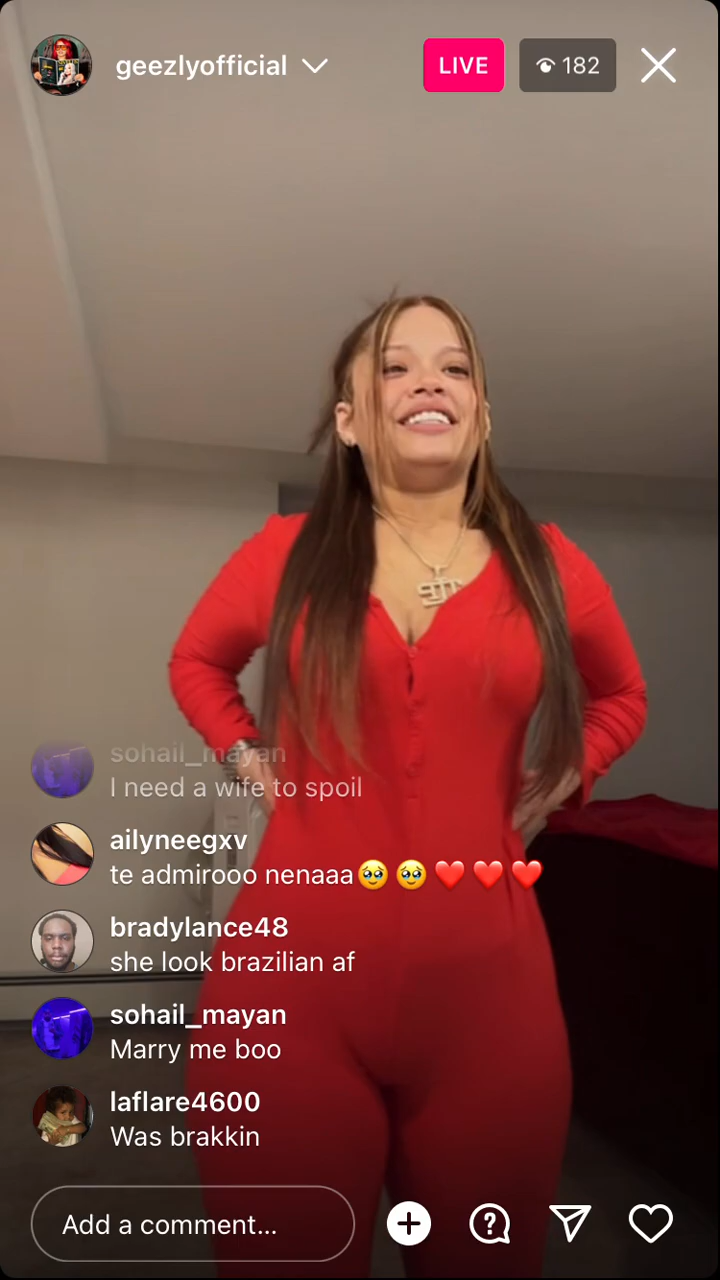 geezlyofficial
LIVE
182
sohail_mayan
I need a wife to spoil
ailyneegxv
te admirooo nenaaa🥹🥹❤️❤️❤️
bradylance48
she look brazilian af
sohail_mayan
Marry me boo
laflare4600
Was brakkin
Add a comment...